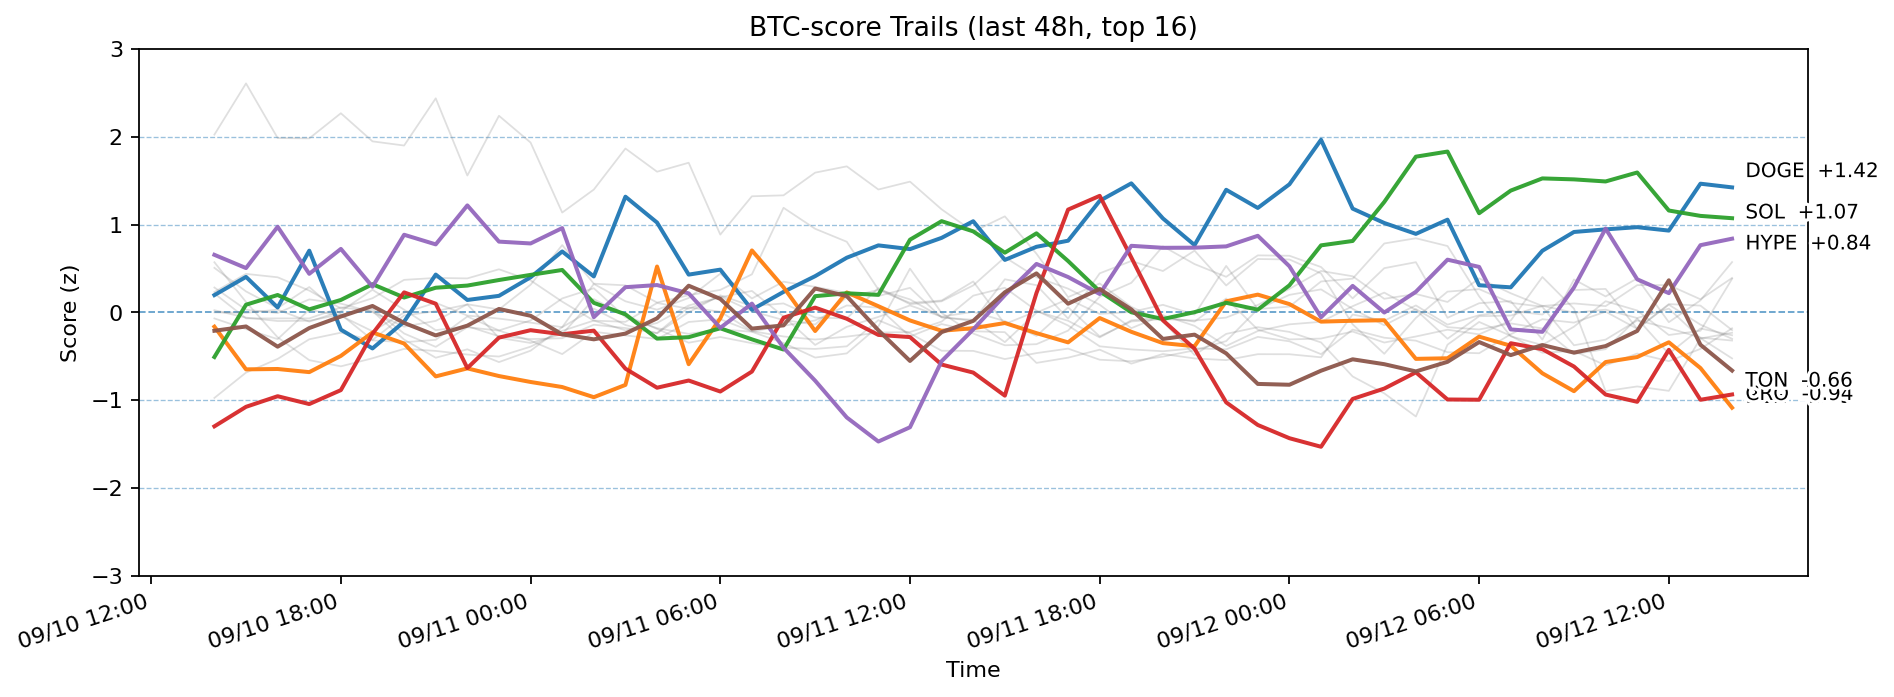 BTC-score Trails (last 48h, top 16)
Score (z)
3
2
1
0
−1
−2
−3
DOGE +1.42
SOL +1.07
HYPE +0.84
TON -0.66
CRO -0.94
09/10 12:00
09/10 18:00
09/11 00:00
09/11 06:00
09/11 12:00
09/11 18:00
09/12 00:00
09/12 06:00
09/12 12:00
Time